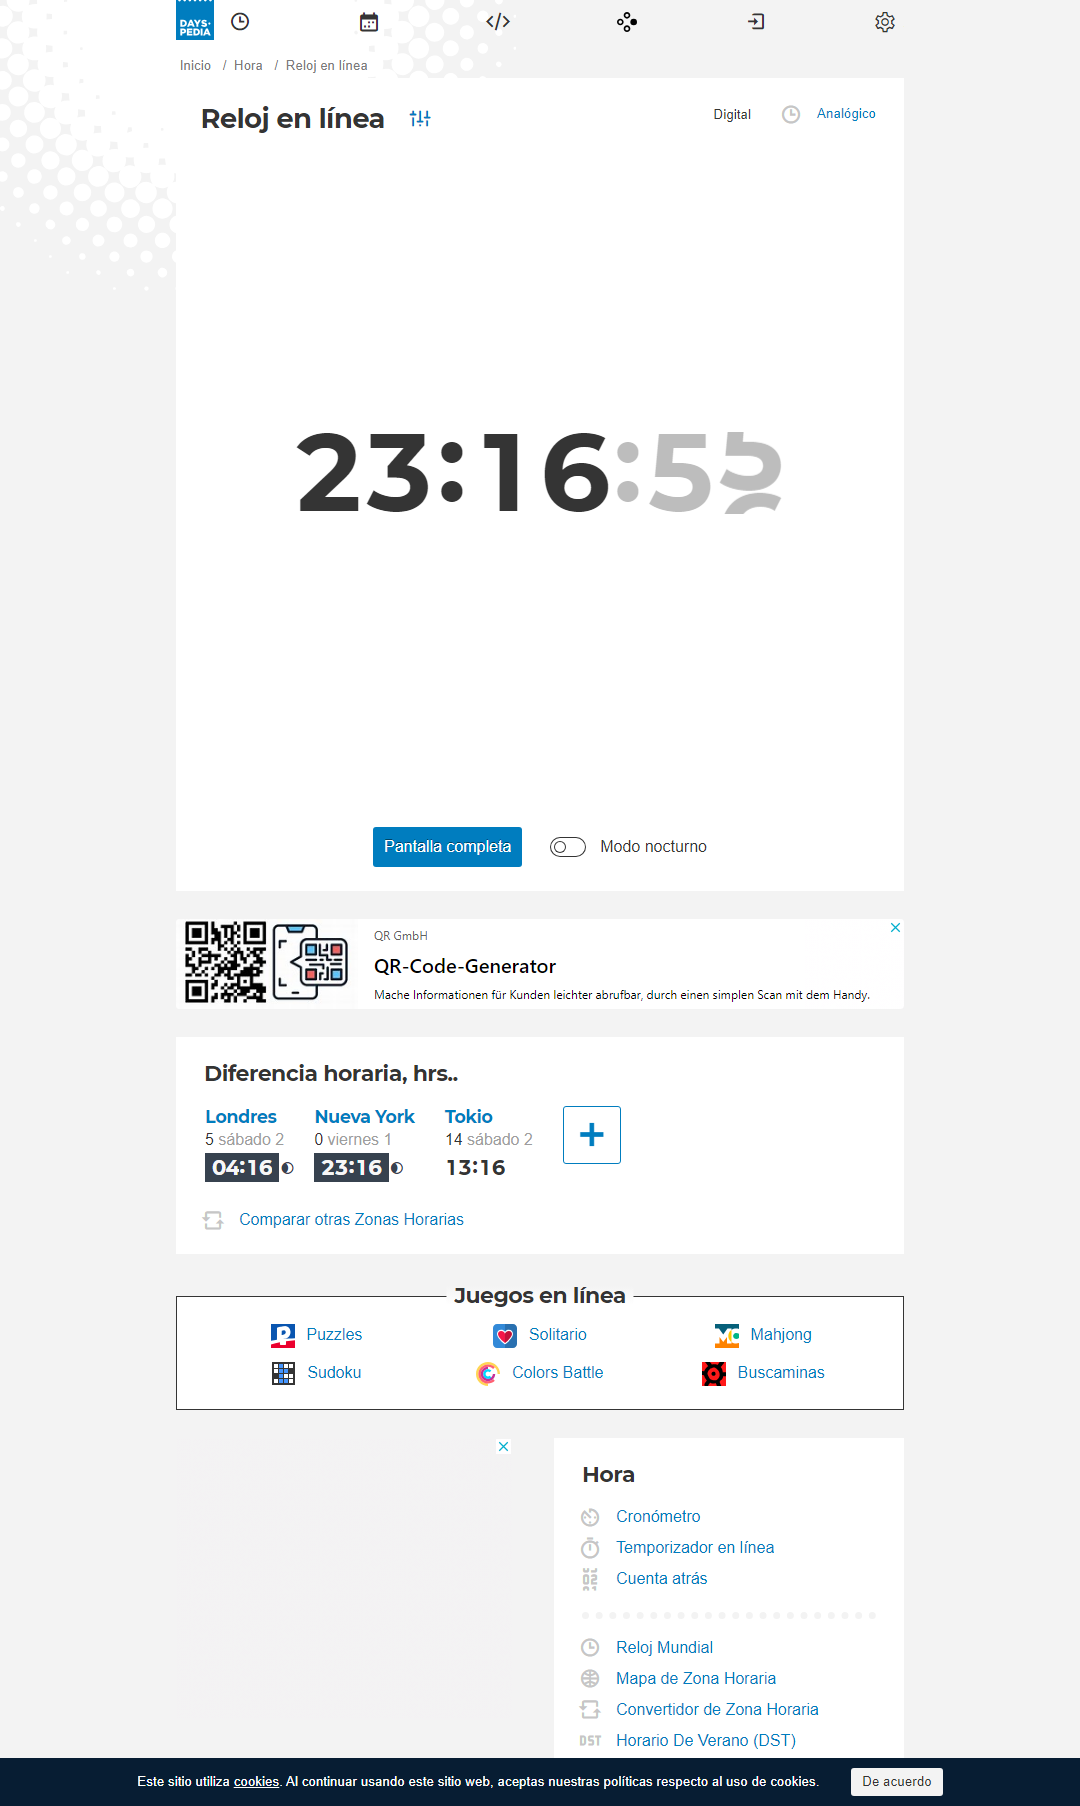 DAYS·
PEDIA
Inicio / Hora / Reloj en línea
Reloj en línea
Digital
Analógico
23:16:55
Pantalla completa
Modo nocturno
QR GmbH
QR-Code-Generator
Mache Informationen für Kunden leichter abrufbar, durch einen simplen Scan mit dem Handy.
Diferencia horaria, hrs..
Londres
5 sábado 2
04:16
Nueva York
0 viernes 1
23:16
Tokio
14 sábado 2
13:16
Comparar otras Zonas Horarias
Juegos en línea
Puzzles
Solitario
Mahjong
Sudoku
Colors Battle
Buscaminas
Hora
Cronómetro
Temporizador en línea
Cuenta atrás
Reloj Mundial
Mapa de Zona Horaria
Convertidor de Zona Horaria
DST Horario De Verano (DST)
Este sitio utiliza cookies. Al continuar usando este sitio web, aceptas nuestras políticas respecto al uso de cookies.
De acuerdo